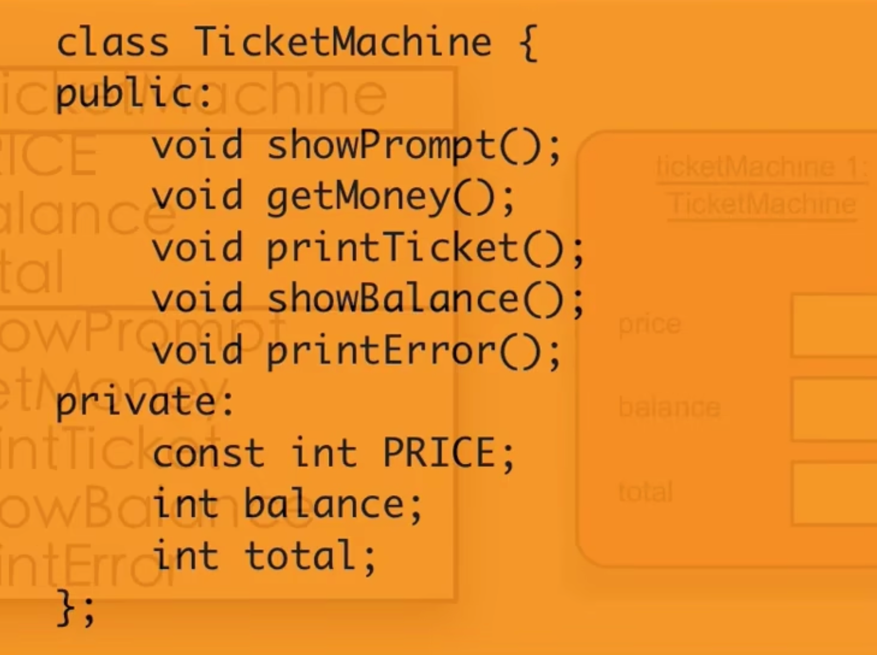 class TicketMachine {
public:
    void showPrompt();
    void getMoney();
    void printTicket();
    void showBalance();
    void printError();
private:
    const int PRICE;
    int balance;
    int total;
};
ticketMachine 1:
TicketMachine
price
balance
total